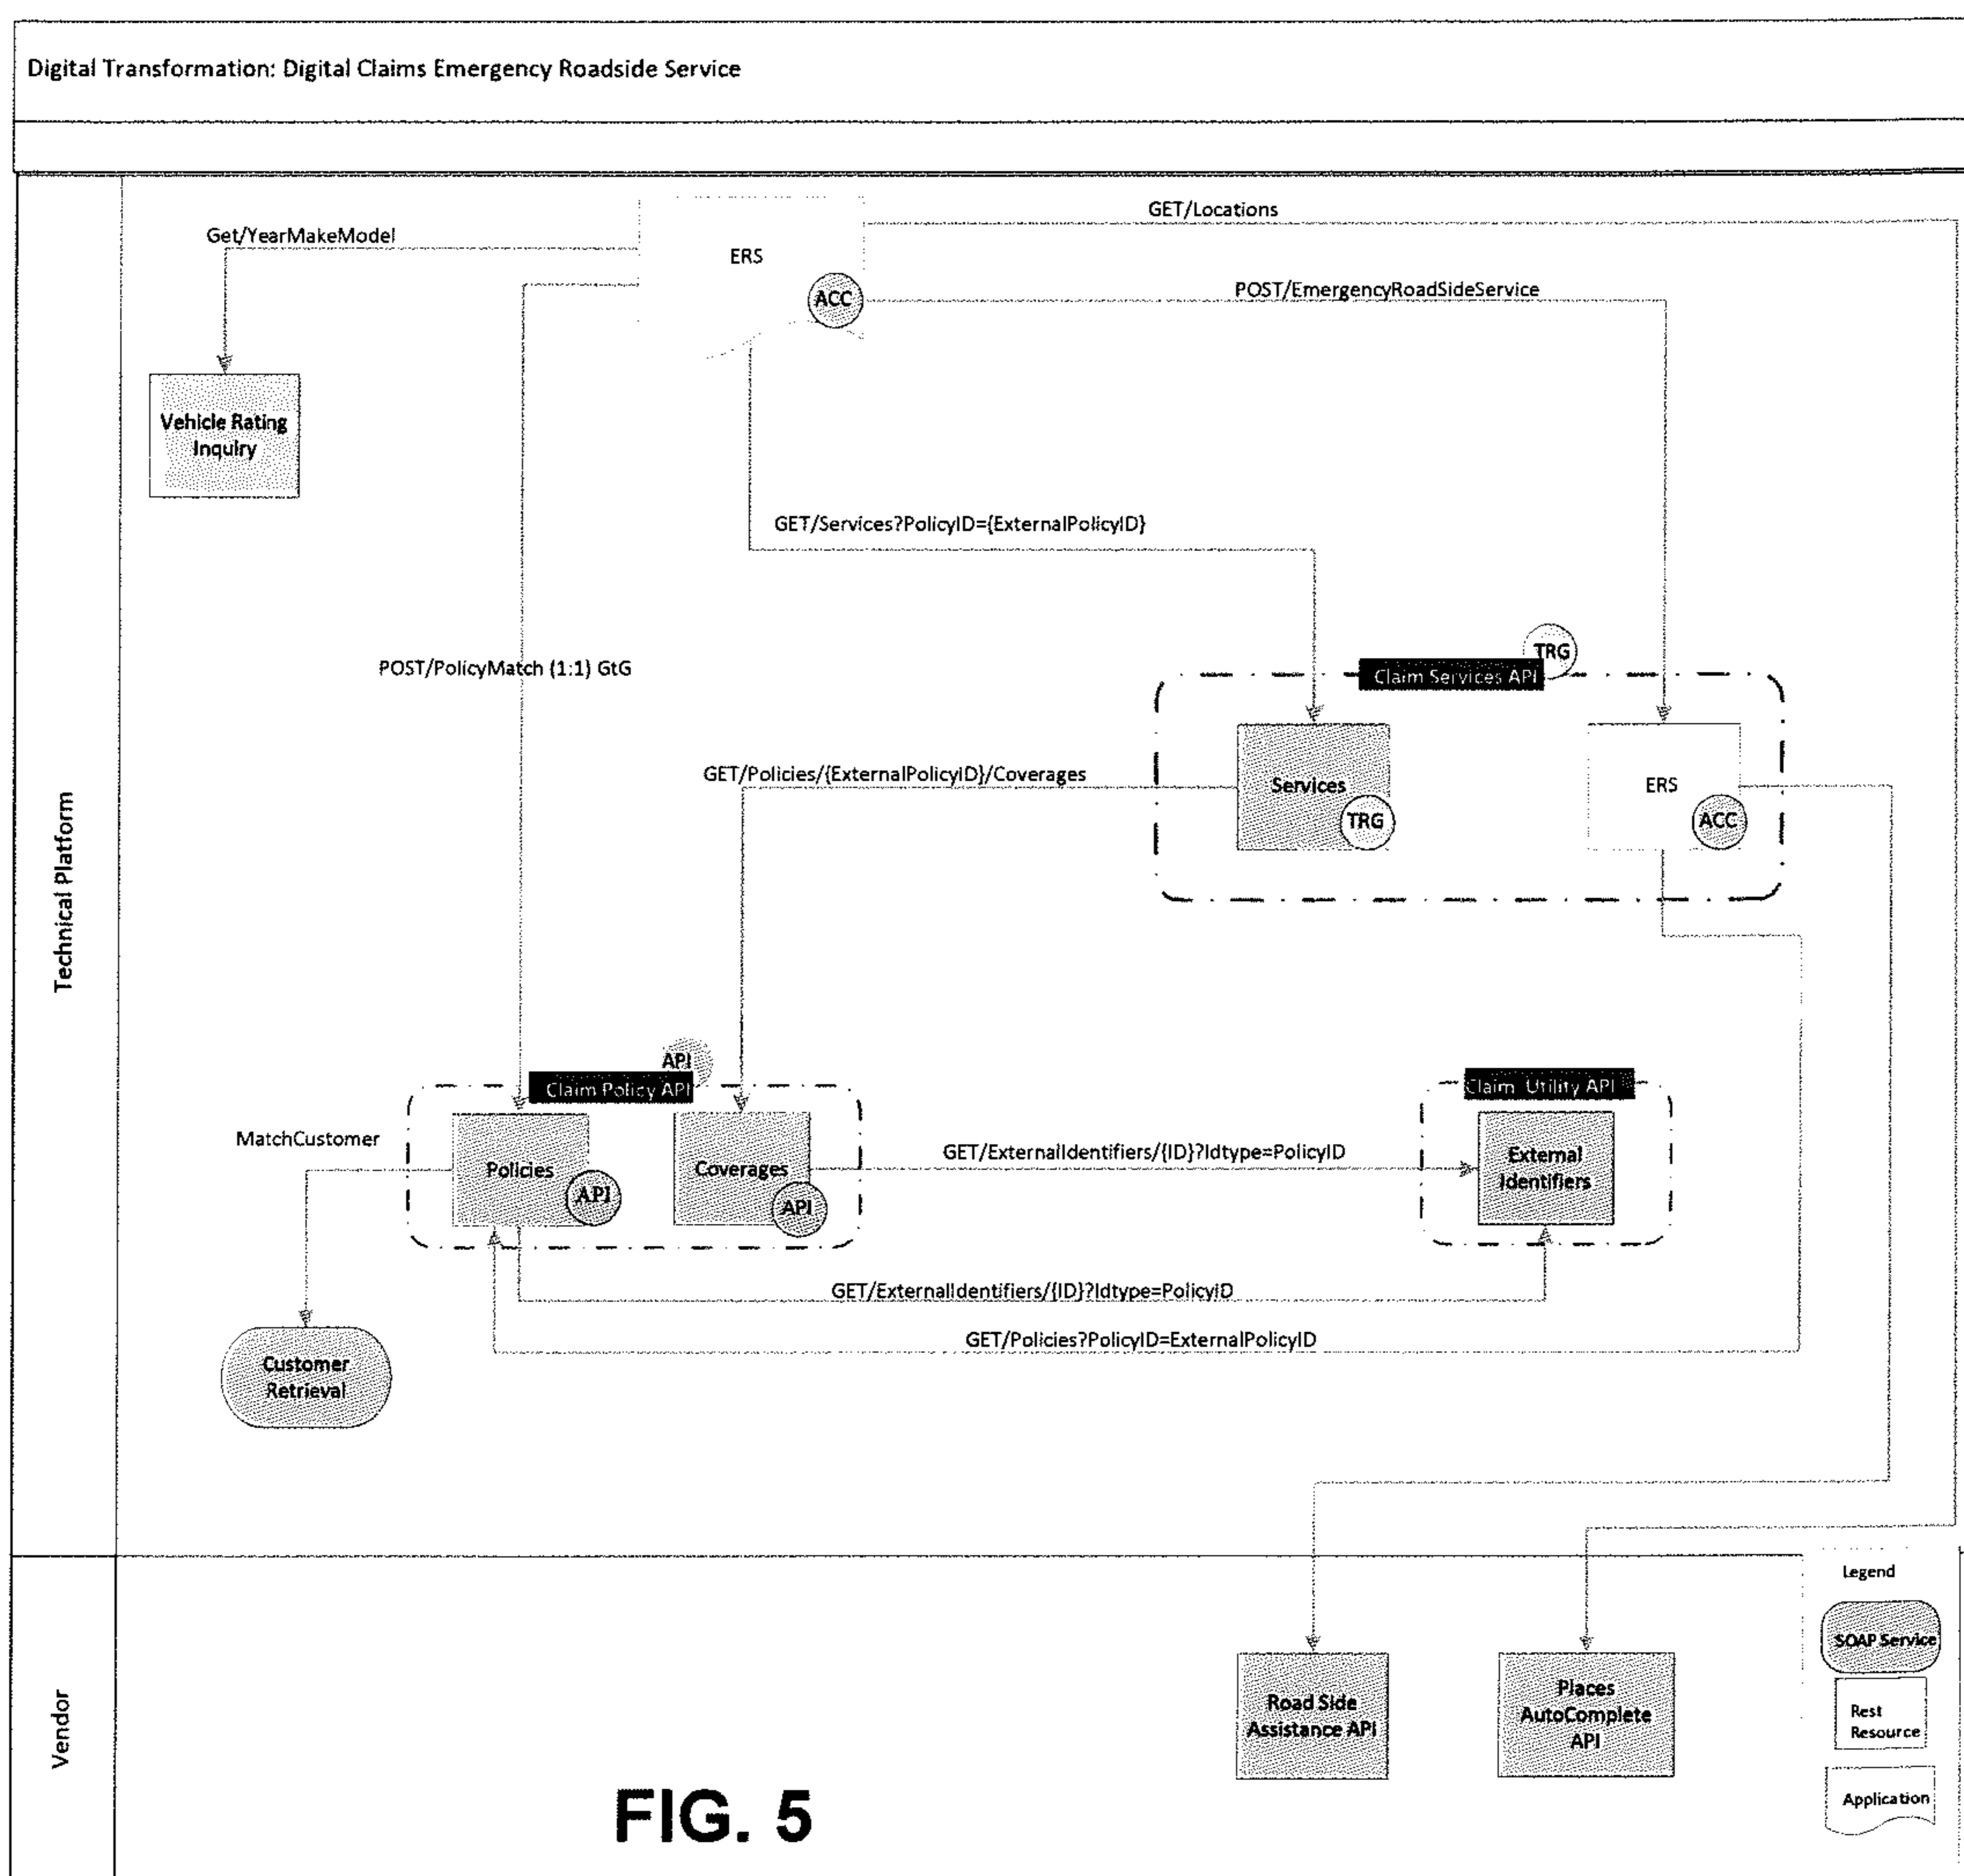 Digital Transformation: Digital Claims Emergency Roadside Service
Technical Platform
GET/Locations
Get/YearMakeModel
ERS
ACC
POST/EmergencyRoadSideService
Vehicle Rating
Inquiry
GET/Services?PolicyID={ExternalPolicyID}
POST/PolicyMatch (1:1) GtG
TRG
Claim Services API
GET/Policies/{ExternalPolicyID}/Coverages
Services
TRG
ERS
ACC
API
Claim Policy API
Claim Utility API
MatchCustomer
Policies
API
Coverages
API
GET/ExternalIdentifiers/{ID}?Idtype=PolicyID
External
Identifiers
GET/ExternalIdentifiers/{ID}?Idtype=PolicyID
GET/Policies?PolicyID=ExternalPolicyID
Customer
Retrieval
Vendor
Road Side
Assistance API
Places
AutoComplete
API
Legend
SOAP Service
Rest
Resource
Application
FIG. 5